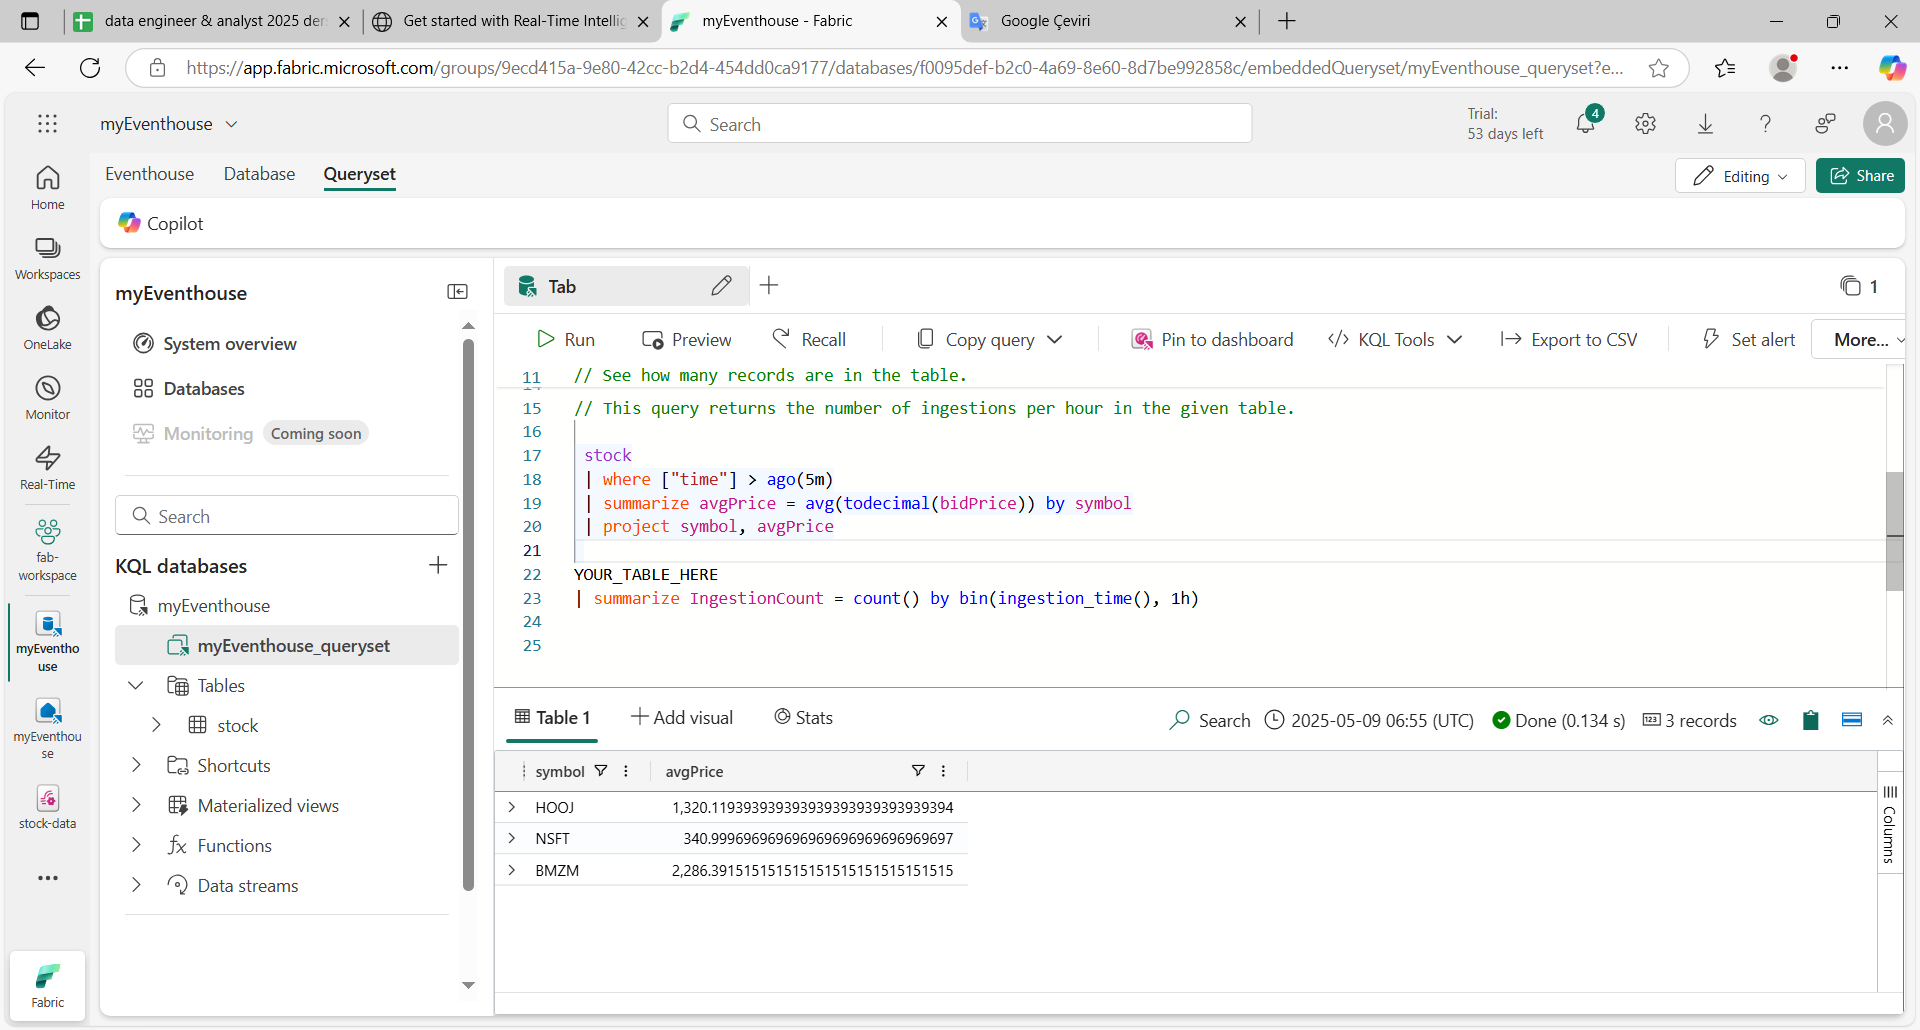 data engineer & analyst 2025 der
Get started with Real-Time Intellig
myEventhouse - Fabric
Google Çeviri
https://app.fabric.microsoft.com/groups/9ecd415a-9e80-42cc-b2d4-454dd0ca9177/databases/f0095def-b2c0-4a69-8e60-8d7be992858c/embeddedQueryset/myEventhouse_queryset?e...
myEventhouse
Search
Trial:
53 days left
4
Home
Workspaces
OneLake
Monitor
Real-Time
fab-
workspace
myEventho
use
myEventhou
se
stock-data
Fabric
Eventhouse Database Queryset
Editing
Share
Copilot
myEventhouse
System overview
Databases
Monitoring Coming soon
Search
KQL databases
myEventhouse
myEventhouse_queryset
Tables
stock
Shortcuts
Materialized views
Functions
Data streams
Tab
1
Run Preview Recall Copy query Pin to dashboard KQL Tools Export to CSV Set alert More...
11 // See how many records are in the table.
15 // This query returns the number of ingestions per hour in the given table.
16
17 stock
18 | where ["time"] > ago(5m)
19 | summarize avgPrice = avg(todecimal(bidPrice)) by symbol
20 | project symbol, avgPrice
21
22 YOUR_TABLE_HERE
23 | summarize IngestionCount = count() by bin(ingestion_time(), 1h)
24
25
Table 1 Add visual Stats
Search 2025-05-09 06:55 (UTC) Done (0.134 s) 123 3 records
symbol avgPrice
HOOJ 1,320.1193939393939393939393939394
NSFT 340.9996969696969696969696969697
BMZM 2,286.3915151515151515151515151515
Columns